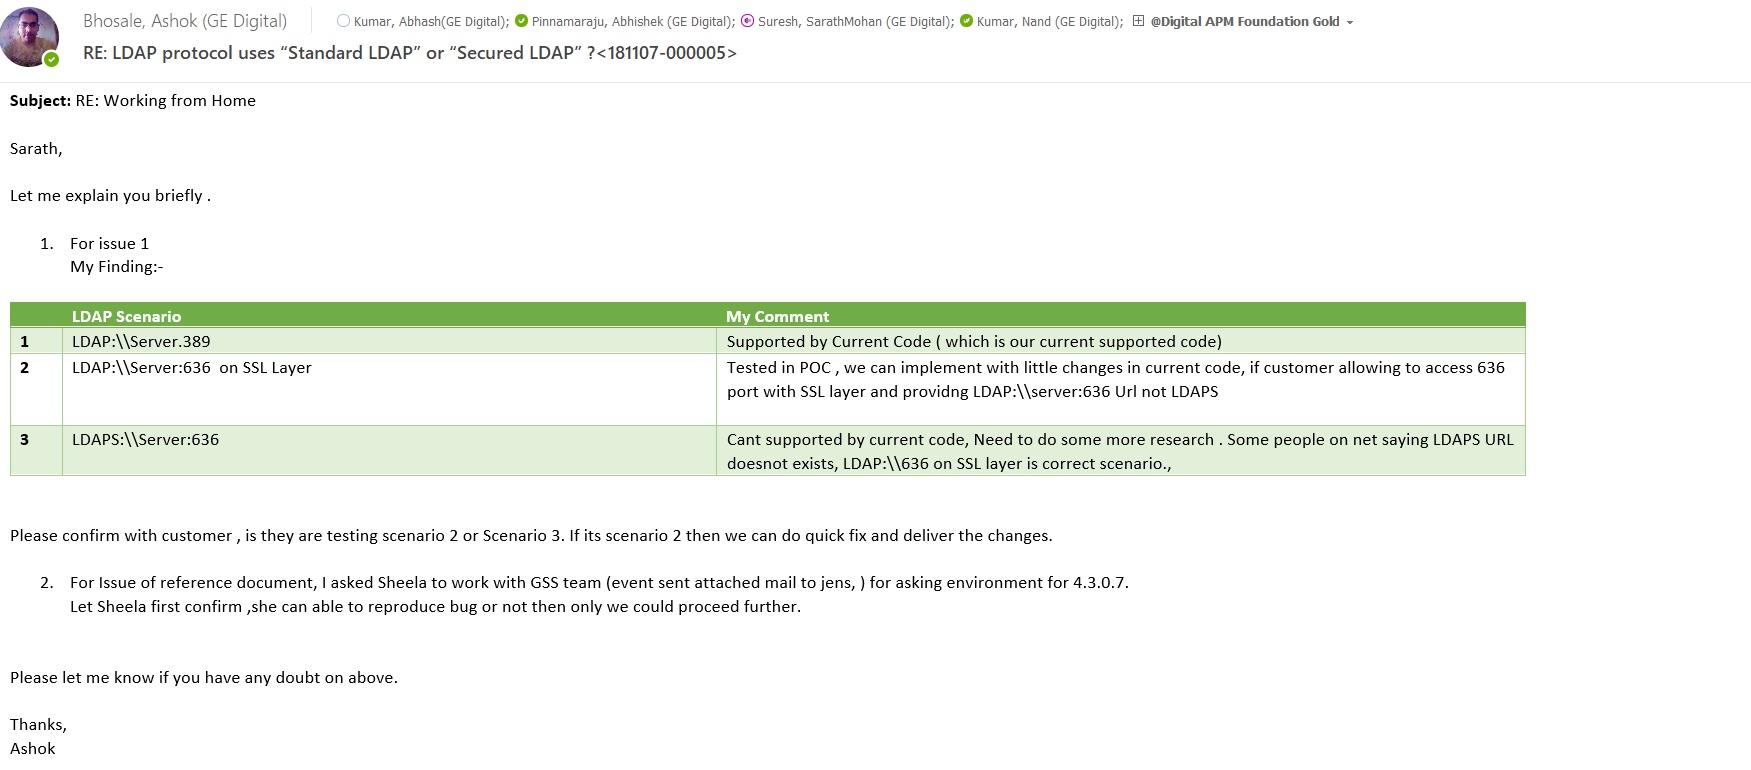 Bhosale, Ashok (GE Digital) Kumar, Abhash(GE Digital); Pinnamaraju, Abhishek (GE Digital); Suresh, SarathMohan (GE Digital); Kumar, Nand (GE Digital); @Digital APM Foundation Gold
RE: LDAP protocol uses “Standard LDAP” or “Secured LDAP” ?<181107-000005>
Subject: RE: Working from Home
Sarath,
Let me explain you briefly .
1. For issue 1
My Finding:-
LDAP Scenario My Comment
1 LDAP:\\Server.389 Supported by Current Code ( which is our current supported code)
2 LDAP:\\Server:636 on SSL Layer Tested in POC , we can implement with little changes in current code, if customer allowing to access 636
port with SSL layer and providng LDAP:\\server:636 Url not LDAPS
3 LDAPS:\\Server:636 Cant supported by current code, Need to do some more research . Some people on net saying LDAPS URL
doesnot exists, LDAP:\\636 on SSL layer is correct scenario.,
Please confirm with customer , is they are testing scenario 2 or Scenario 3. If its scenario 2 then we can do quick fix and deliver the changes.
2. For Issue of reference document, I asked Sheela to work with GSS team (event sent attached mail to jens, ) for asking environment for 4.3.0.7.
Let Sheela first confirm ,she can able to reproduce bug or not then only we could proceed further.
Please let me know if you have any doubt on above.
Thanks,
Ashok